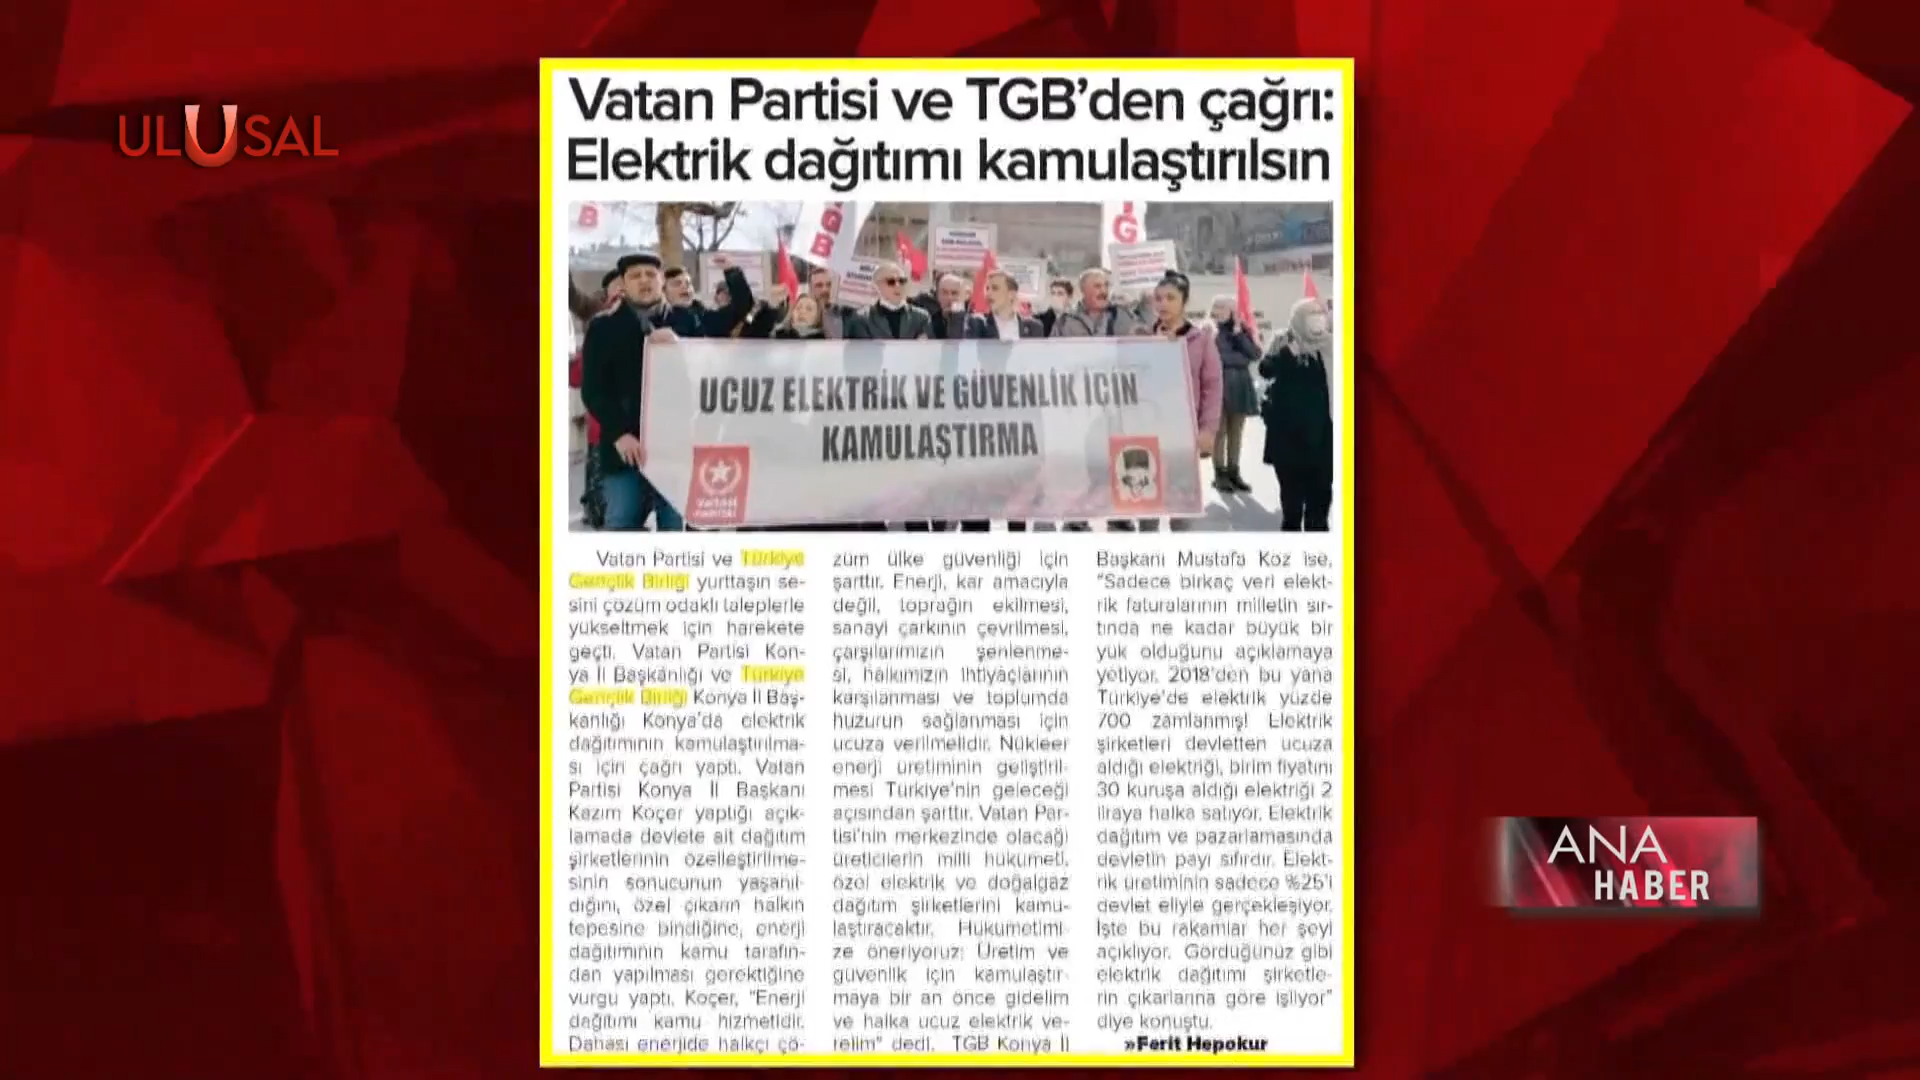 ULUSAL
Vatan Partisi ve TGB’den çağrı:
Elektrik dağıtımı kamulaştırılsın
B
GB
G
UCUZ ELEKTRİK VE GÜVENLİK İÇİN
KAMULAŞTIRMA
VATAN
PARTİSİ
Vatan Partisi ve Türkiye
Gençlik Birliği yurttaşın se-
sini çözüm odaklı taleplerle
yükseltmek için harekete
geçti. Vatan Partisi Kon-
ya İl Başkanlığı ve Türkiye
Gençlik Birliği Konya İl Baş-
kanlığı Konya’da elektrik
dağıtımının kamulaştırılma-
sı için çağrı yaptı. Vatan
Partisi Konya İl Başkanı
Kazım Koçer yaptığı açık-
lamada devlete ait dağıtım
şirketlerinin özelleştirilme-
sinin sonucunun yaşanıl-
dığını, özel çıkarın halkın
tepesine bindiğine, enerji
dağıtımının kamu tarafın-
dan yapılması gerektiğine
vurgu yaptı. Koçer, “Enerji
dağıtımı kamu hizmetidir.
Dahası enerjide halkçı çö-
züm ülke güvenliği için
şarttır. Enerji, kar amacıyla
değil, toprağın ekilmesi,
sanayi çarkının çevrilmesi,
çarşılarımızın şenlenme-
si, halkımızın ihtiyaçlarının
karşılanması ve toplumda
huzurun sağlanması için
ucuza verilmelidir. Nükleer
enerji üretiminin geliştiril-
mesi Türkiye’nin geleceği
açısından şarttır. Vatan Par-
tisi’nin merkezinde olacağı
üreticilerin milli hükümeti,
özel elektrik ve doğalgaz
dağıtım şirketlerini kamu-
laştıracaktır. Hükümetimi-
ze öneriyoruz: Üretim ve
güvenlik için kamulaştır-
maya bir an önce gidelim
ve halka ucuz elektrik ve-
relim” dedi. TGB Konya İl
Başkanı Mustafa Koz ise,
“Sadece birkaç veri elekt-
rik faturalarının milletin sır-
tında ne kadar büyük bir
yük olduğunu açıklamaya
yetiyor. 2018’den bu yana
Türkiye’de elektrik yüzde
700 zamlanmış! Elektrik
şirketleri devletten ucuza
aldığı elektriği, birim fiyatını
30 kuruşa aldığı elektriği 2
liraya halka satıyor. Elektrik
dağıtım ve pazarlamasında
devletin payı sıfırdır. Elekt-
rik üretiminin sadece %25’i
devlet eliyle gerçekleşiyor.
İşte bu rakamlar her şeyi
açıklıyor. Gördüğünüz gibi
elektrik dağıtımı şirketle-
rin çıkarlarına göre işliyor”
diye konuştu.
»Ferit Hepokur
ANA
HABER